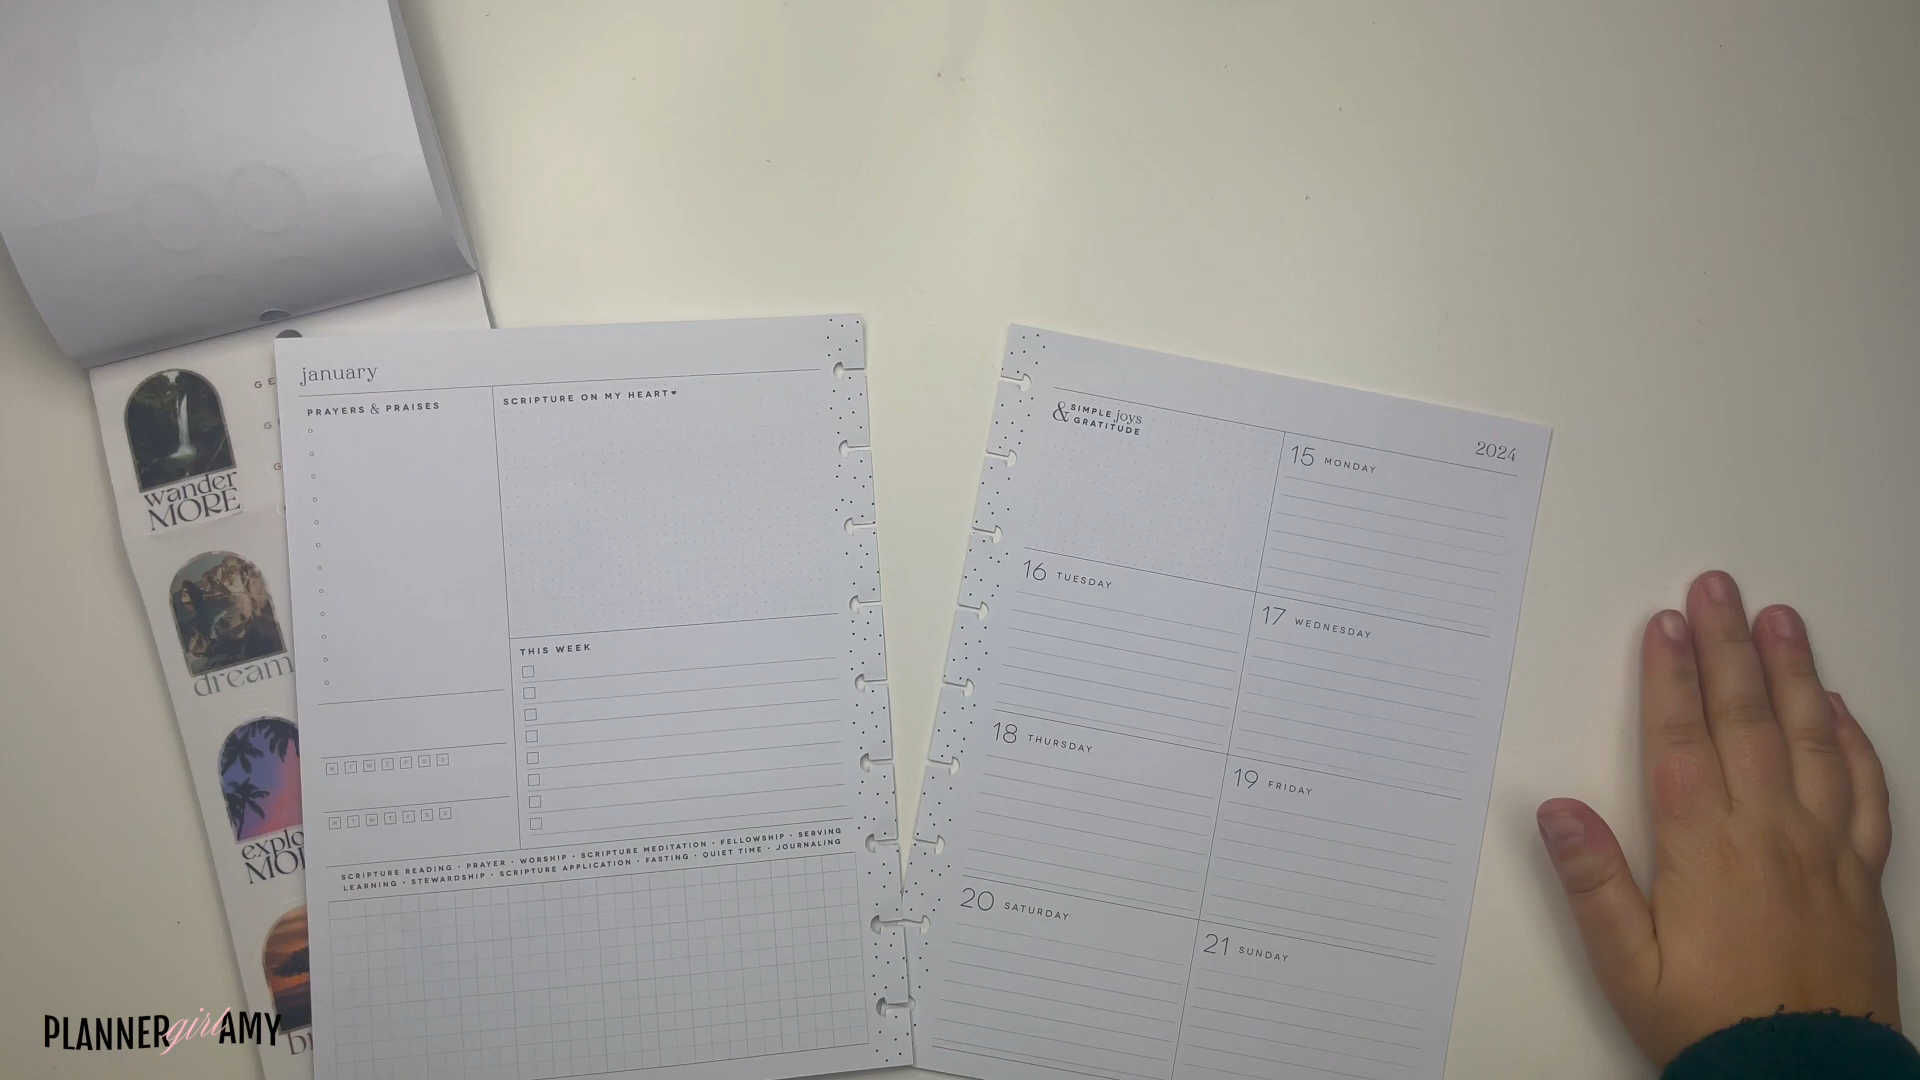 january
PRAYERS & PRAISES
SCRIPTURE ON MY HEART♥
THIS WEEK
M T W T F S S
M T W T F S S
SCRIPTURE READING • PRAYER • WORSHIP • SCRIPTURE MEDITATION • FELLOWSHIP • SERVING
LEARNING • STEWARDSHIP • SCRIPTURE APPLICATION • FASTING • QUIET TIME • JOURNALING
SIMPLE joys
& GRATITUDE
2024
15 MONDAY
16 TUESDAY
17 WEDNESDAY
18 THURSDAY
19 FRIDAY
20 SATURDAY
21 SUNDAY
wander
MORE
dream
explo
MO
PLANNER girl AMY